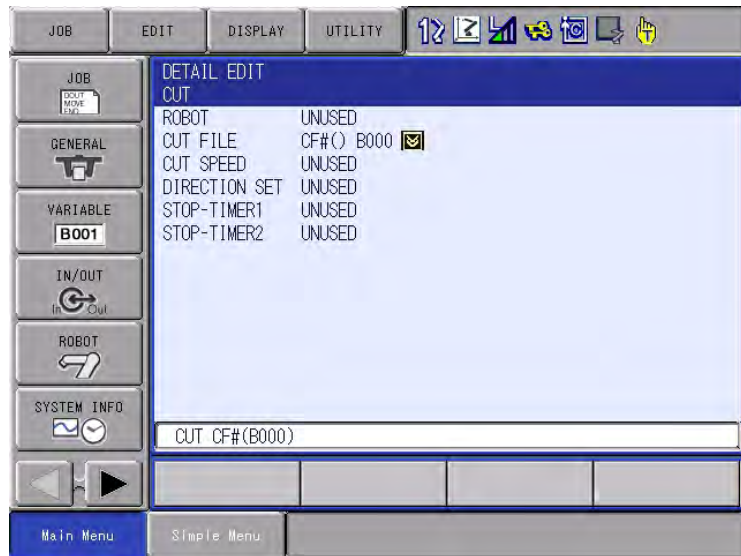 JOB EDIT DISPLAY UTILITY
JOB
DOUT
MOVE
END
GENERAL
VARIABLE
B001
IN/OUT
In Out
ROBOT
SYSTEM INFO
DETAIL EDIT
CUT
ROBOT UNUSED
CUT FILE CF#() B000
CUT SPEED UNUSED
DIRECTION SET UNUSED
STOP-TIMER1 UNUSED
STOP-TIMER2 UNUSED
CUT CF#(B000)
Main Menu Simple Menu